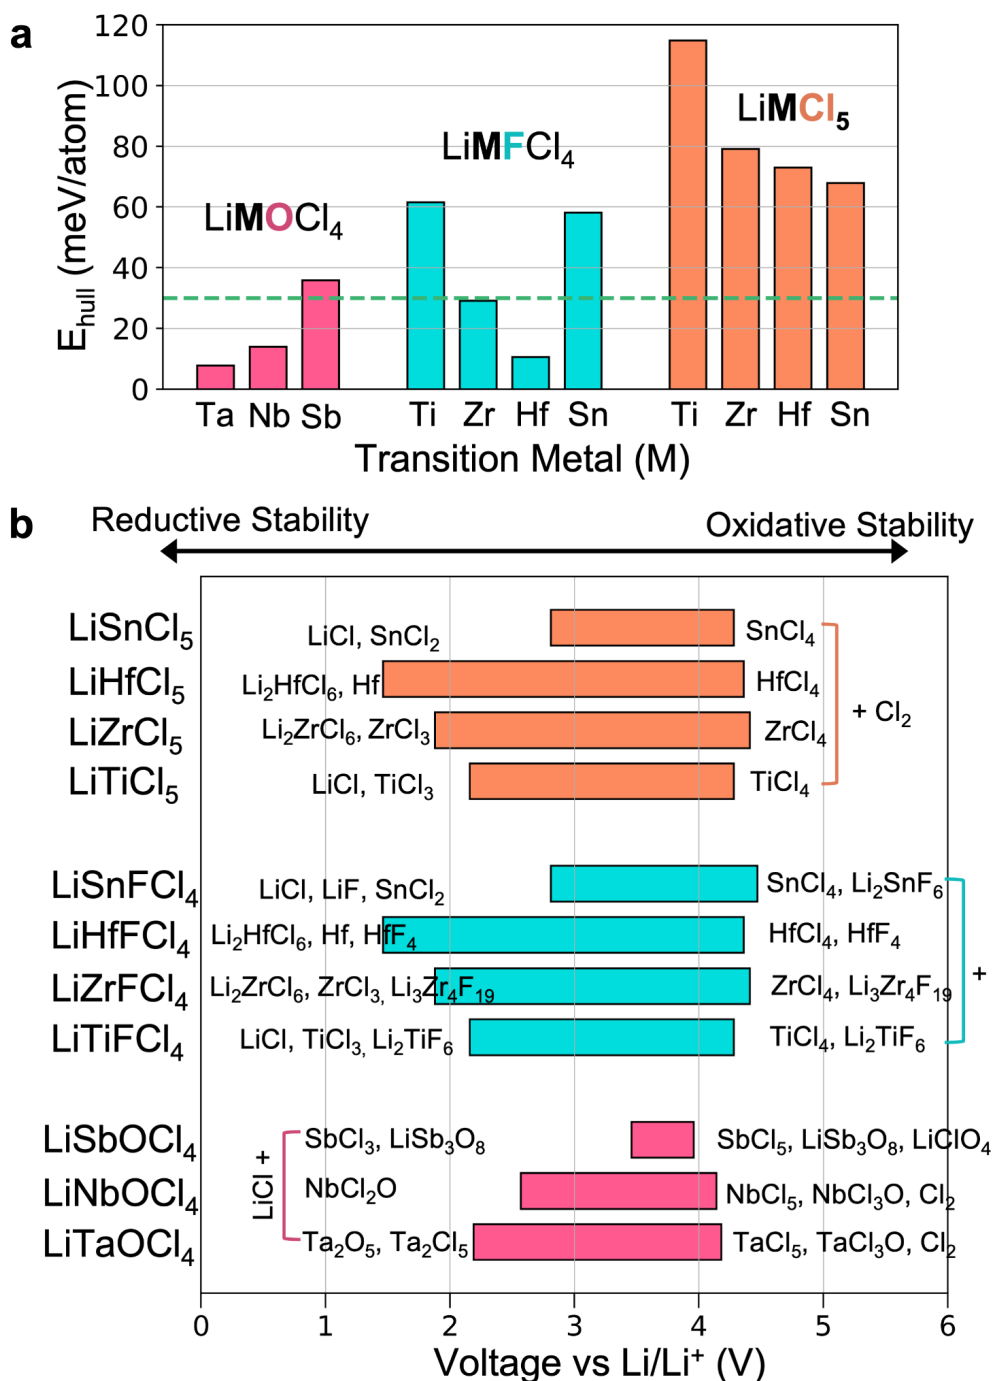 a
120
100
80
60
40
20
0
E_hull (meV/atom)
LiMOCl₄
LiMFCl₄
LiMCl₅
Ta Nb Sb Ti Zr Hf Sn Ti Zr Hf Sn
Transition Metal (M)
b
Reductive Stability Oxidative Stability
LiSnCl₅ LiCl, SnCl₂ SnCl₄
LiHfCl₅ Li₂HfCl₆, Hf HfCl₄
+ Cl₂
LiZrCl₅ Li₂ZrCl₆, ZrCl₃ ZrCl₄
LiTiCl₅ LiCl, TiCl₃ TiCl₄
LiSnFCl₄ LiCl, LiF, SnCl₂ SnCl₄, Li₂SnF₆
LiHfFCl₄ Li₂HfCl₆, Hf, HfF₄ HfCl₄, HfF₄
+
LiZrFCl₄ Li₂ZrCl₆, ZrCl₃, Li₃Zr₄F₁₉ ZrCl₄, Li₃Zr₄F₁₉
LiTiFCl₄ LiCl, TiCl₃, Li₂TiF₆ TiCl₄, Li₂TiF₆
LiCl +
LiSbOCl₄ SbCl₃, LiSb₃O₈ SbCl₅, LiSb₃O₈, LiClO₄
LiNbOCl₄ NbCl₂O NbCl₅, NbCl₃O, Cl₂
LiTaOCl₄ Ta₂O₅, Ta₂Cl₅ TaCl₅, TaCl₃O, Cl₂
0 1 2 3 4 5 6
Voltage vs Li/Li⁺ (V)